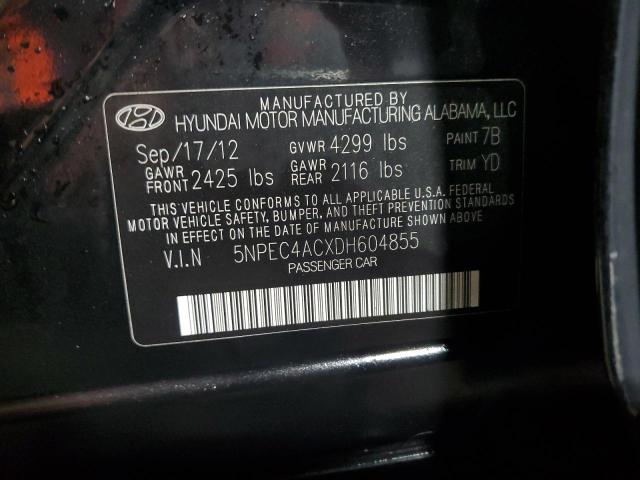 MANUFACTURED BY
HYUNDAI MOTOR MANUFACTURING ALABAMA, LLC
Sep/17/12 GVWR 4299 lbs PAINT 7B
GAWR FRONT 2425 lbs GAWR REAR 2116 lbs TRIM YD
THIS VEHICLE CONFORMS TO ALL APPLICABLE U.S.A. FEDERAL
MOTOR VEHICLE SAFETY, BUMPER, AND THEFT PREVENTION STANDARDS
IN EFFECT ON THE DATE OF MANUFACTURE SHOWN ABOVE.
V.I.N 5NPEC4ACXDH604855
PASSENGER CAR